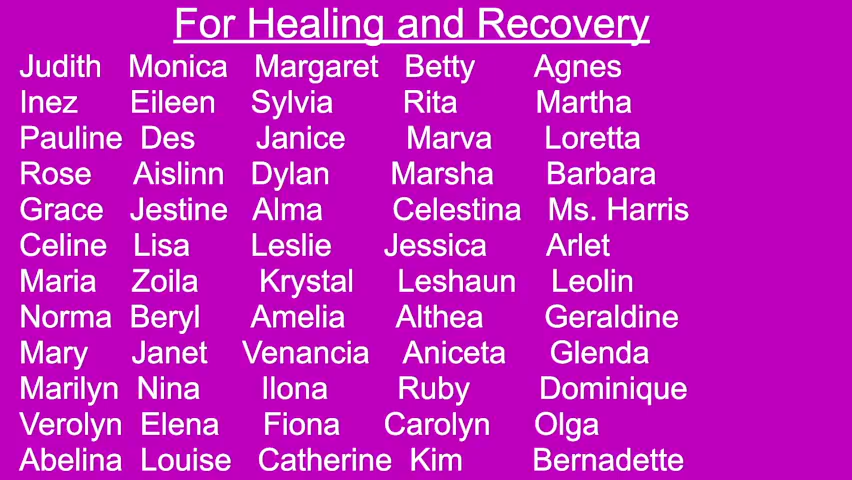 For Healing and Recovery
Judith Monica Margaret Betty Agnes
Inez Eileen Sylvia Rita Martha
Pauline Des Janice Marva Loretta
Rose Aislinn Dylan Marsha Barbara
Grace Jestine Alma Celestina Ms. Harris
Celine Lisa Leslie Jessica Arlet
Maria Zoila Krystal Leshaun Leolin
Norma Beryl Amelia Althea Geraldine
Mary Janet Venancia Aniceta Glenda
Marilyn Nina Ilona Ruby Dominique
Verolyn Elena Fiona Carolyn Olga
Abelina Louise Catherine Kim Bernadette